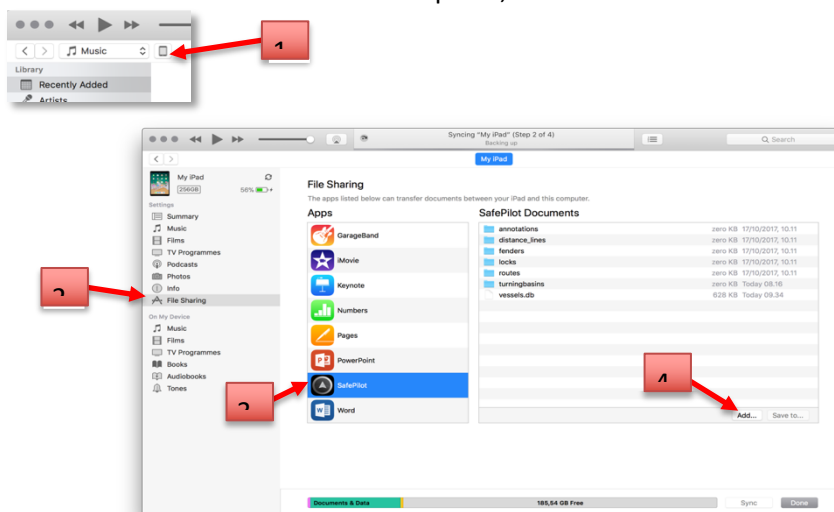 Music
Library
Recently Added
Artists
Syncing "My iPad" (Step 2 of 4)
Backing up
Search
My iPad
My iPad
256GB 56%
Settings
Summary
Music
Films
TV Programmes
Podcasts
Photos
Info
File Sharing
On My Device
Music
Films
TV Programmes
Books
Audiobooks
Tones
File Sharing
The apps listed below can transfer documents between your iPad and this computer.
Apps
GarageBand
iMovie
Keynote
Numbers
Pages
PowerPoint
SafePilot
Word
SafePilot Documents
annotations zero KB 17/10/2017, 10.11
distance_lines zero KB 17/10/2017, 10.11
fenders zero KB 17/10/2017, 10.11
locks zero KB 17/10/2017, 10.11
routes zero KB 17/10/2017, 10.11
turningbasins zero KB Today 08.16
vessels.db 628 KB Today 09.34
Add... Save to...
Documents & Data 185,54 GB Free Sync Done